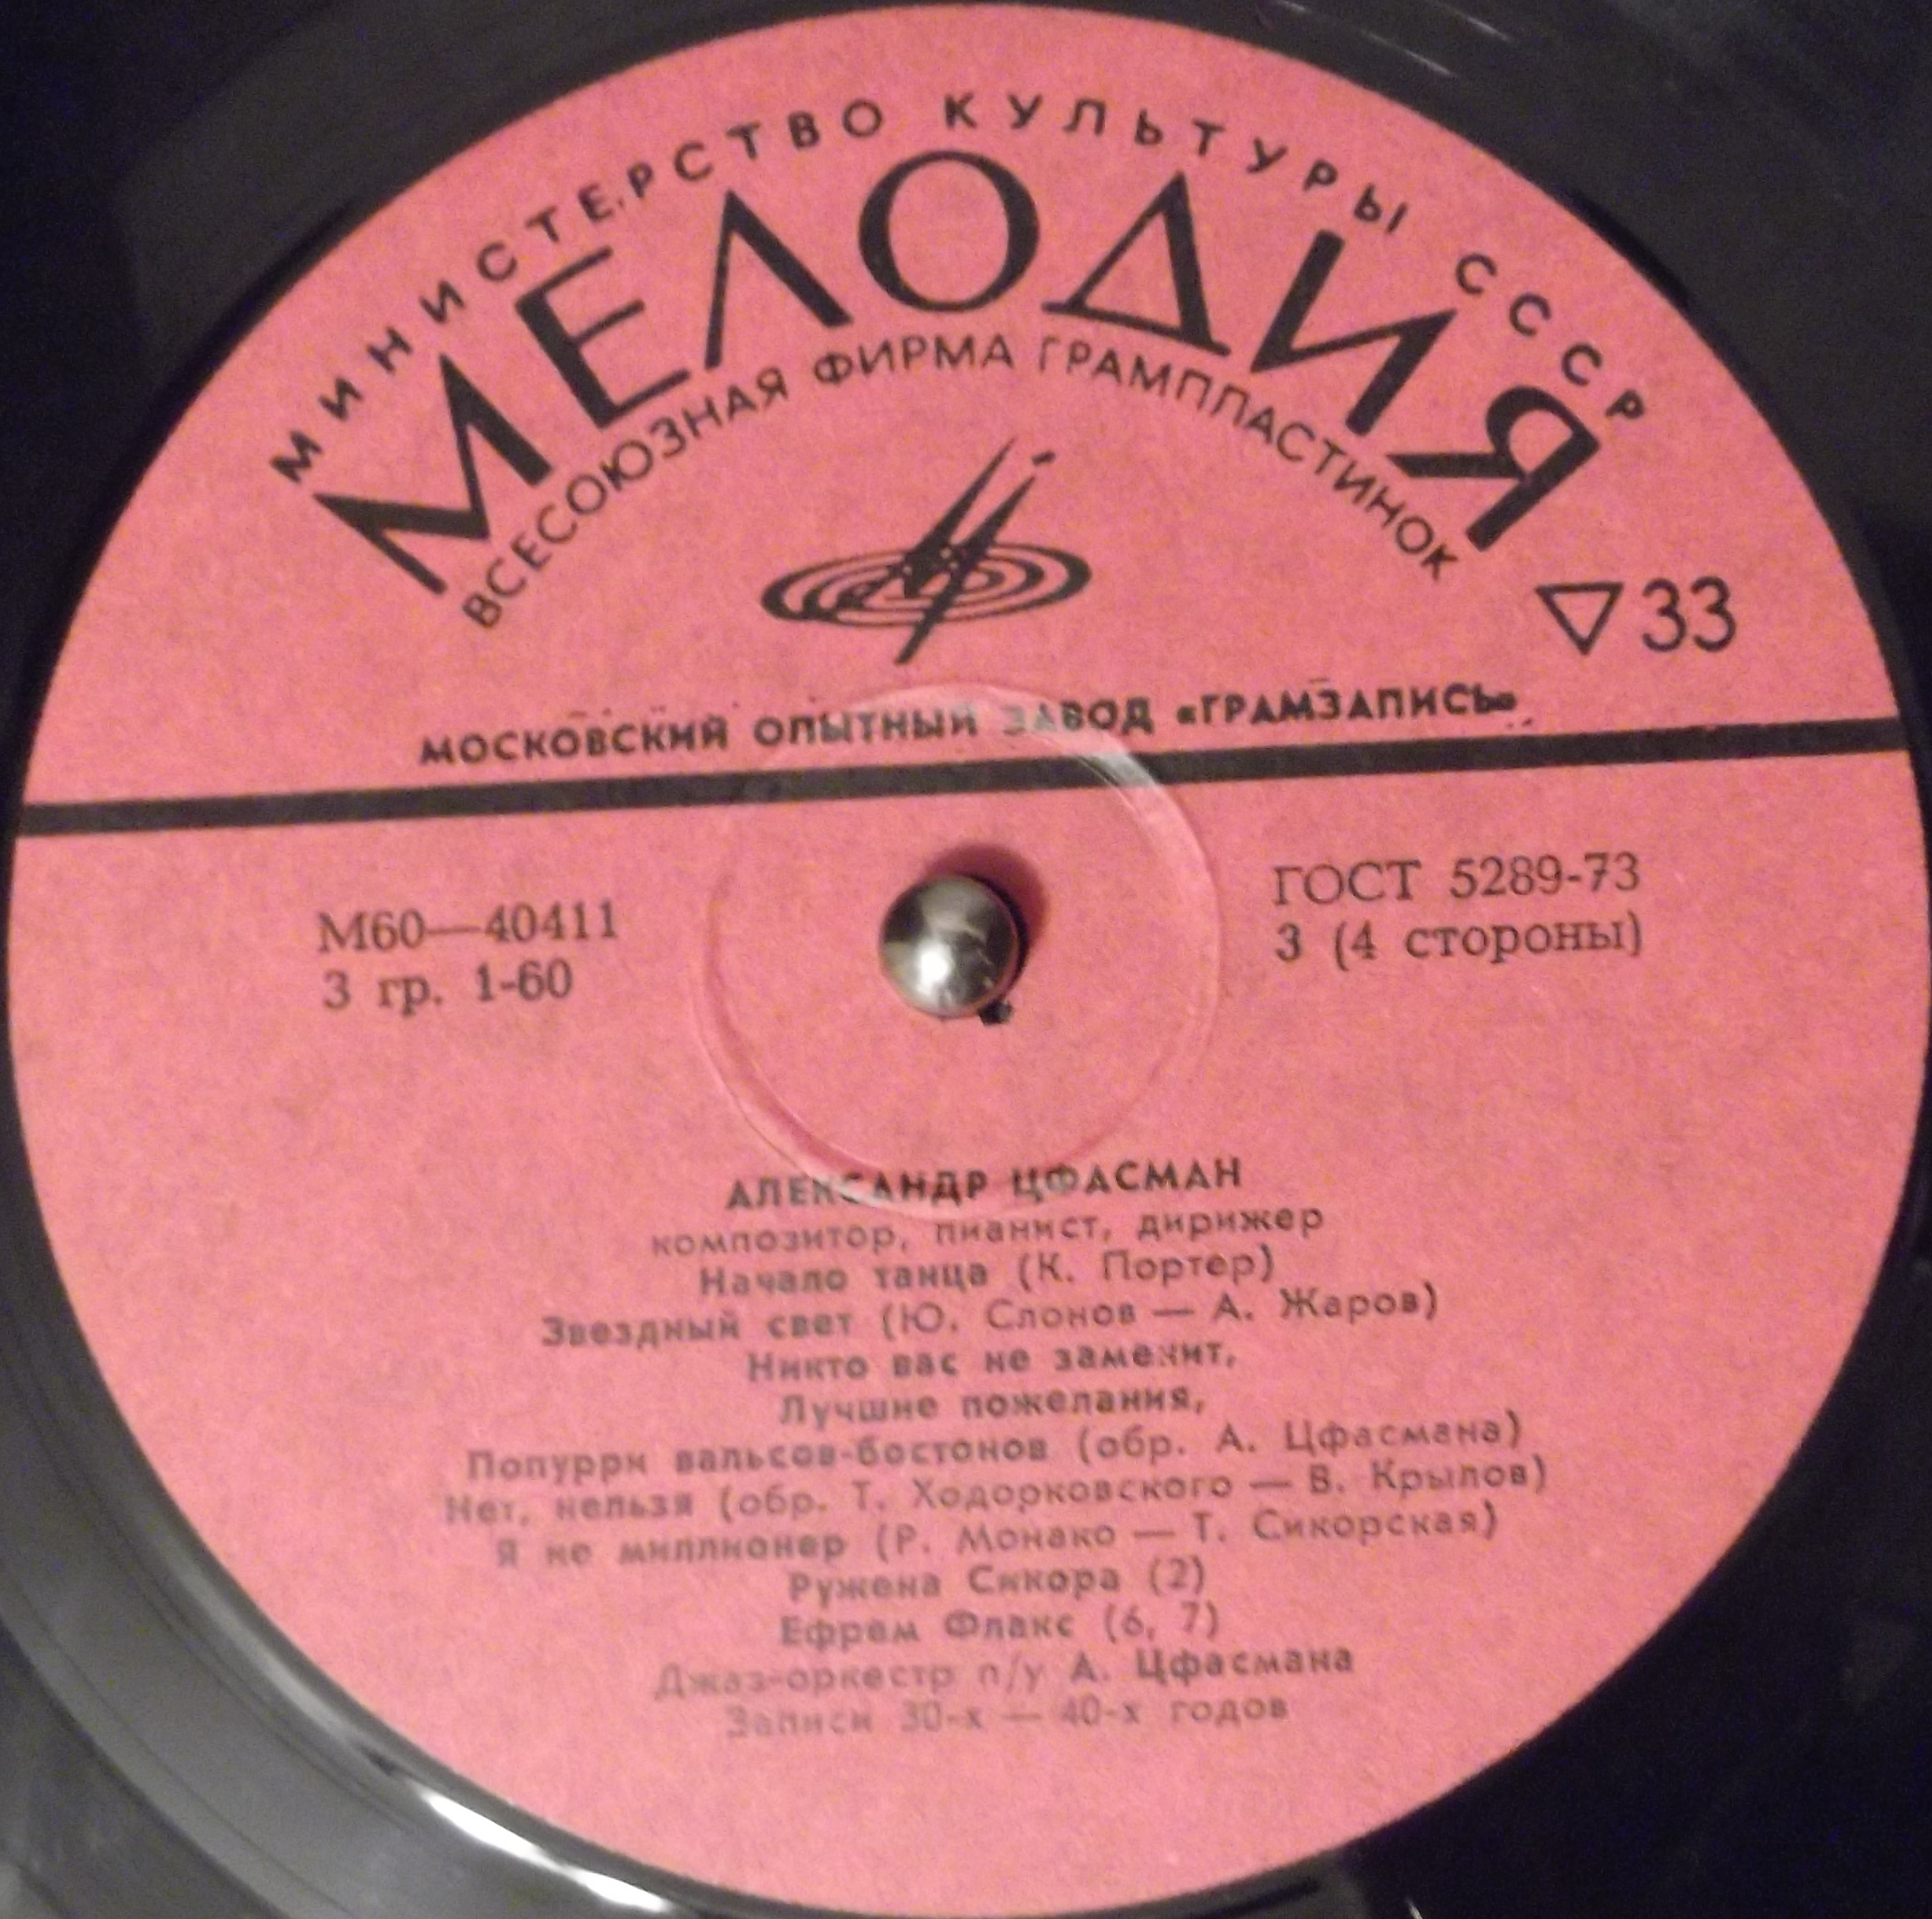 МИНИСТЕРСТВО КУЛЬТУРЫ СССР
МЕЛОДИЯ
ВСЕСОЮЗНАЯ ФИРМА ГРАМПЛАСТИНОК
33
МОСКОВСКИЙ ОПЫТНЫЙ ЗАВОД «ГРАМЗАПИСЬ»
М60—40411
3 гр. 1-60
ГОСТ 5289-73
3 (4 стороны)
АЛЕКСАНДР ЦФАСМАН
композитор, пианист, дирижер
Начало танца (К. Портер)
Звездный свет (Ю. Слонов — А. Жаров)
Никто вас не заменит,
Лучшие пожелания,
Попурри вальсов-бостонов (обр. А. Цфасмана)
Нет, нельзя (обр. Т. Ходорковского — В. Крылов)
Я не миллионер (Р. Монако — Т. Сикорская)
Ружена Сикора (2)
Ефрем Флакс (6, 7)
Джаз-оркестр п/у А. Цфасмана
Записи 30-х — 40-х годов